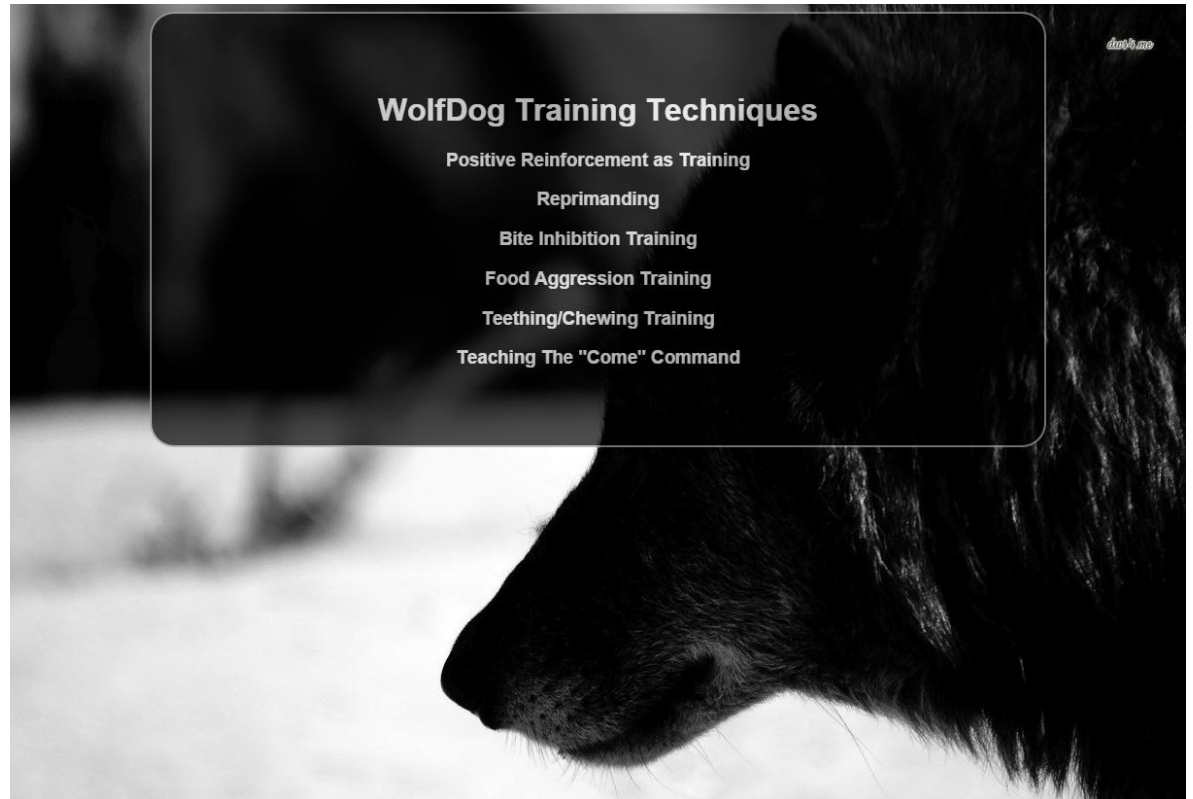 WolfDog Training Techniques
Positive Reinforcement as Training
Reprimanding
Bite Inhibition Training
Food Aggression Training
Teething/Chewing Training
Teaching The "Come" Command